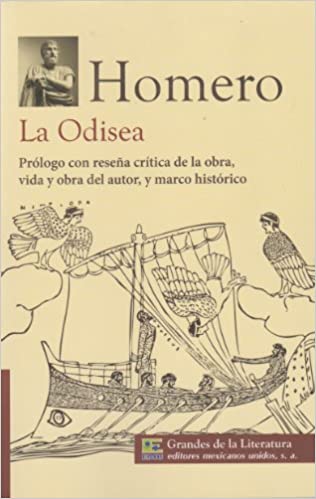 Homero
La Odisea
Prólogo con reseña crítica de la obra,
vida y obra del autor, y marco histórico
Grandes de la Literatura
editores mexicanos unidos, s. a.